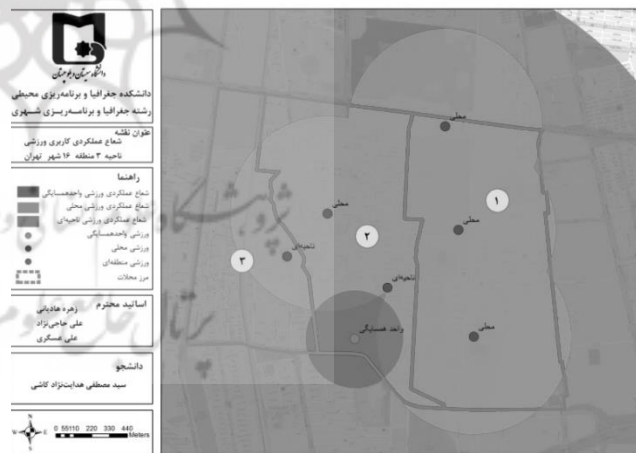 دانشگاه سیستان و بلوچستان
دانشکده جغرافیا و برنامه‌ریزی محیطی
رشته جغرافیا و برنامه‌ریزی شهری
عنوان نقشه
شعاع عملکردی کاربری ورزشی
ناحیه ۳ منطقه ۱۶ شهر تهران
راهنما
شعاع عملکردی ورزشی واحدهمسایگی
شعاع عملکردی ورزشی محلی
شعاع عملکردی ورزشی ناحیه‌ای
ورزشی واحدهمسایگی
ورزشی محلی
ورزشی منطقه‌ای
مرز محلات
اساتید محترم
زهره هادیانی
علی حاجی‌نژاد
علی عسگری
دانشجو
سید مصطفی هدایت‌نژاد کاشی
N
W
E
S
0 55110 220 330 440
Meters
محلی
۱
محلی
محلی
۲
ناحیه‌ای
۳
ناحیه‌ای
واحد همسایگی
محلی